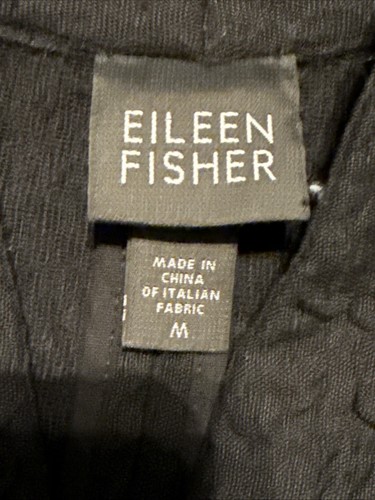 EILEEN
FISHER
MADE IN
CHINA
OF ITALIAN
FABRIC
M